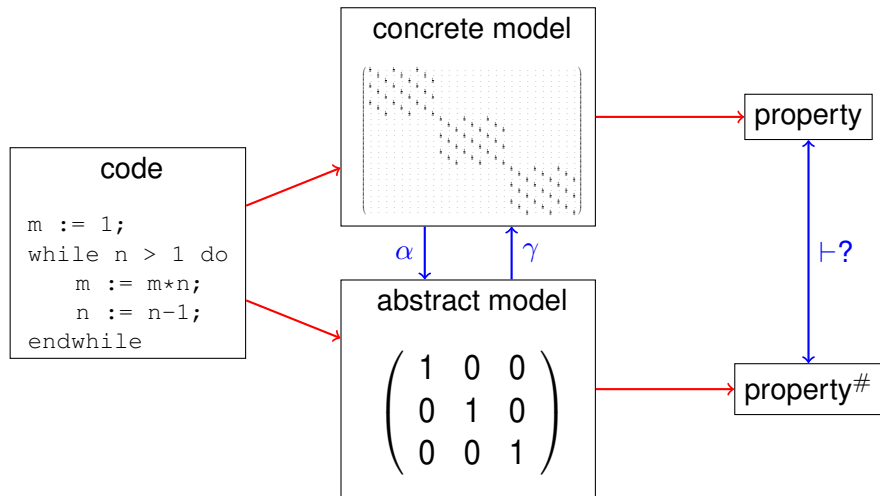 concrete model
property
code
m := 1;
while n > 1 do
m := m*n;
n := n-1;
endwhile
α
γ
⊢?
abstract model
1 0 0
0 1 0
0 0 1
property#